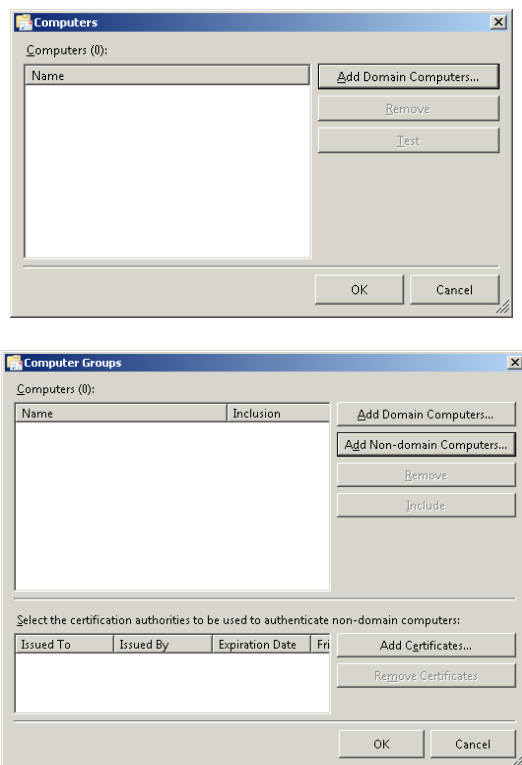 Computers
Computers (0):
Name
Add Domain Computers...
Remove
Test
OK Cancel
Computer Groups
Computers (0):
Name Inclusion
Add Domain Computers...
Add Non-domain Computers...
Remove
Include
Select the certification authorities to be used to authenticate non-domain computers:
Issued To Issued By Expiration Date Fri
Add Certificates...
Remove Certificates
OK Cancel